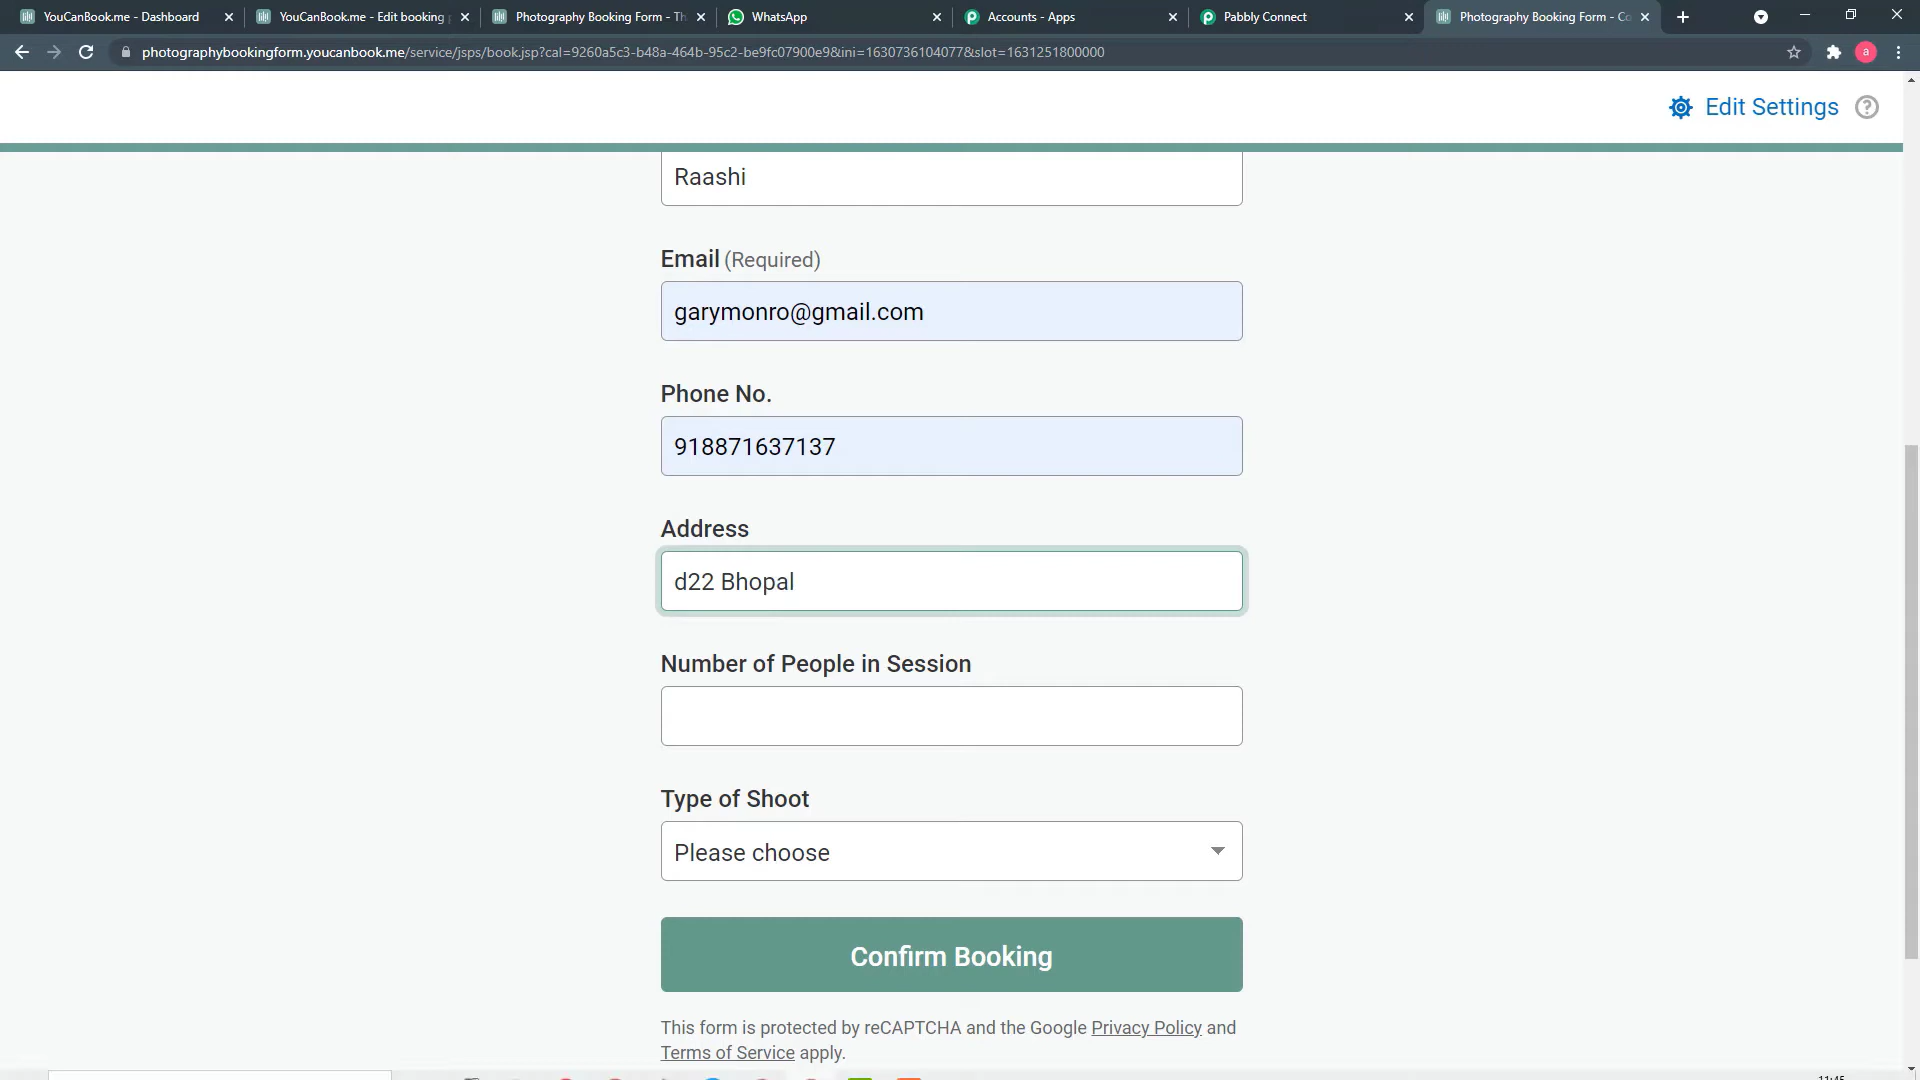 YouCanBook.me - Dashboard
YouCanBook.me - Edit booking
Photography Booking Form - Th
WhatsApp
Accounts - Apps
Pabbly Connect
Photography Booking Form - Co
photographybookingform.youcanbook.me/service/jsps/book.jsp?cal=9260a5c3-b48a-464b-95c2-be9fc07900e9&ini=1630736104077&slot=1631251800000
a
Edit Settings
Raashi
Email (Required)
garymonro@gmail.com
Phone No.
918871637137
Address
d22 Bhopal
Number of People in Session
Type of Shoot
Please choose
Confirm Booking
This form is protected by reCAPTCHA and the Google Privacy Policy and
Terms of Service apply.